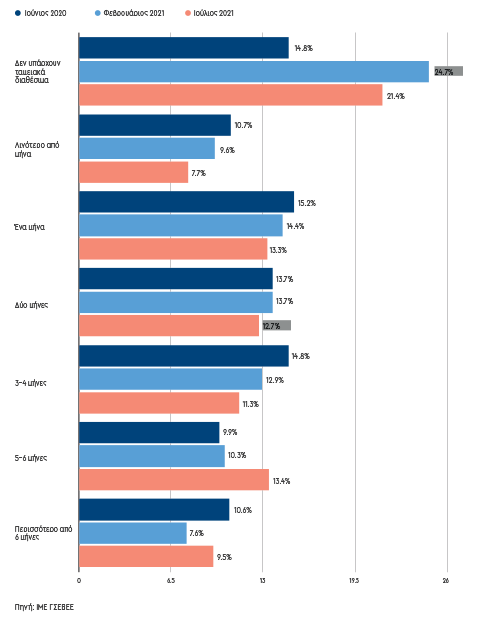 Ιούνιος 2020 Φεβρουάριος 2021 Ιούλιος 2021
Δεν υπάρχουν
ταμειακά
διαθέσιμα
14.8%
24.7%
21.4%
Λιγότερο από
μήνα
10.7%
9.6%
7.7%
Ένα μήνα
15.2%
14.4%
13.3%
Δύο μήνες
13.7%
13.7%
12.7%
3-4 μήνες
14.8%
12.9%
11.3%
5-6 μήνες
9.9%
10.3%
13.4%
Περισσότερο από
6 μήνες
10.6%
7.6%
9.5%
0 6.5 13 19.5 26
Πηγή: ΙΜΕ ΓΣΕΒΕΕ